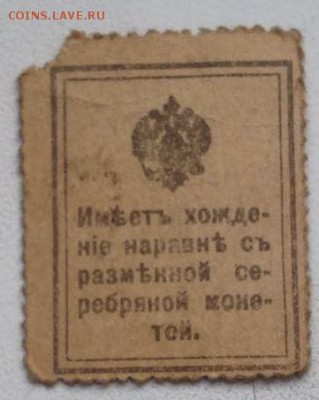 COINS.LAVE.RU
Имѣетъ хожде-
ніе наравнѣ съ
размѣнной се-
ребряной моне-
той.